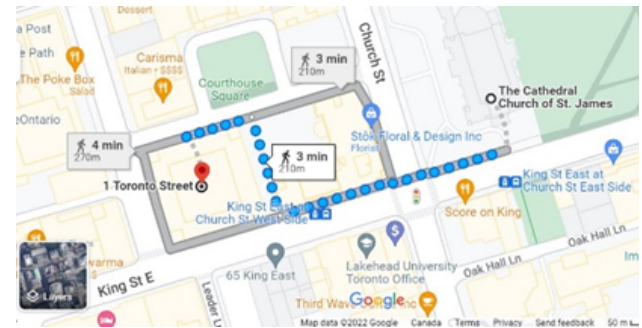 Dessert
a Post
e Path
The Poke Box
Salad
Carisma
Italian • $$$$
Courthouse
Square
3 min
210m
Church St
The Cathedral
Church of St. James
eOntario
4 min
270m
Stök Floral & Design Inc
Florist
3 min
210m
1 Toronto Street
King St East at
Church St East Side
King St East at
Church St West Side
Score on King
warma
Layers
King St E
65 King East
Leader L
Lakehead University
Toronto Office
Oak Hall Ln
Oak Hall Ln
Im
Third Wav
Inc
Google
Map data ©2022 Google
Canada
Terms
Privacy
Send feedback
50 m